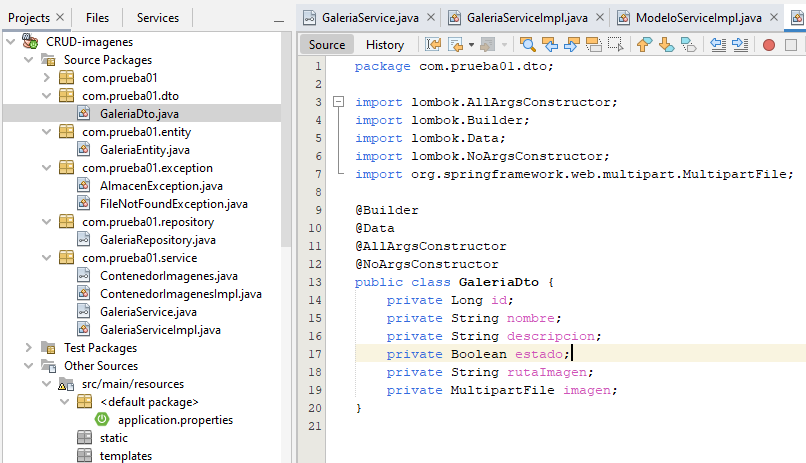 Projects Files Services
GaleriaService.java GaleriaServiceImpl.java ModeloServiceImpl.java
Source History
CRUD-imagenes
Source Packages
com.prueba01
com.prueba01.dto
GaleriaDto.java
com.prueba01.entity
GaleriaEntity.java
com.prueba01.exception
AlmacenException.java
FileNotFoundException.java
com.prueba01.repository
GaleriaRepository.java
com.prueba01.service
ContenedorImagenes.java
ContenedorImagenesImpl.java
GaleriaService.java
GaleriaServiceImpl.java
Test Packages
Other Sources
src/main/resources
<default package>
application.properties
static
templates
1 package com.prueba01.dto;
2
3 import lombok.AllArgsConstructor;
4 import lombok.Builder;
5 import lombok.Data;
6 import lombok.NoArgsConstructor;
7 import org.springframework.web.multipart.MultipartFile;
8
9 @Builder
10 @Data
11 @AllArgsConstructor
12 @NoArgsConstructor
13 public class GaleriaDto {
14 private Long id;
15 private String nombre;
16 private String descripcion;
17 private Boolean estado;
18 private String rutaImagen;
19 private MultipartFile imagen;
20 }
21